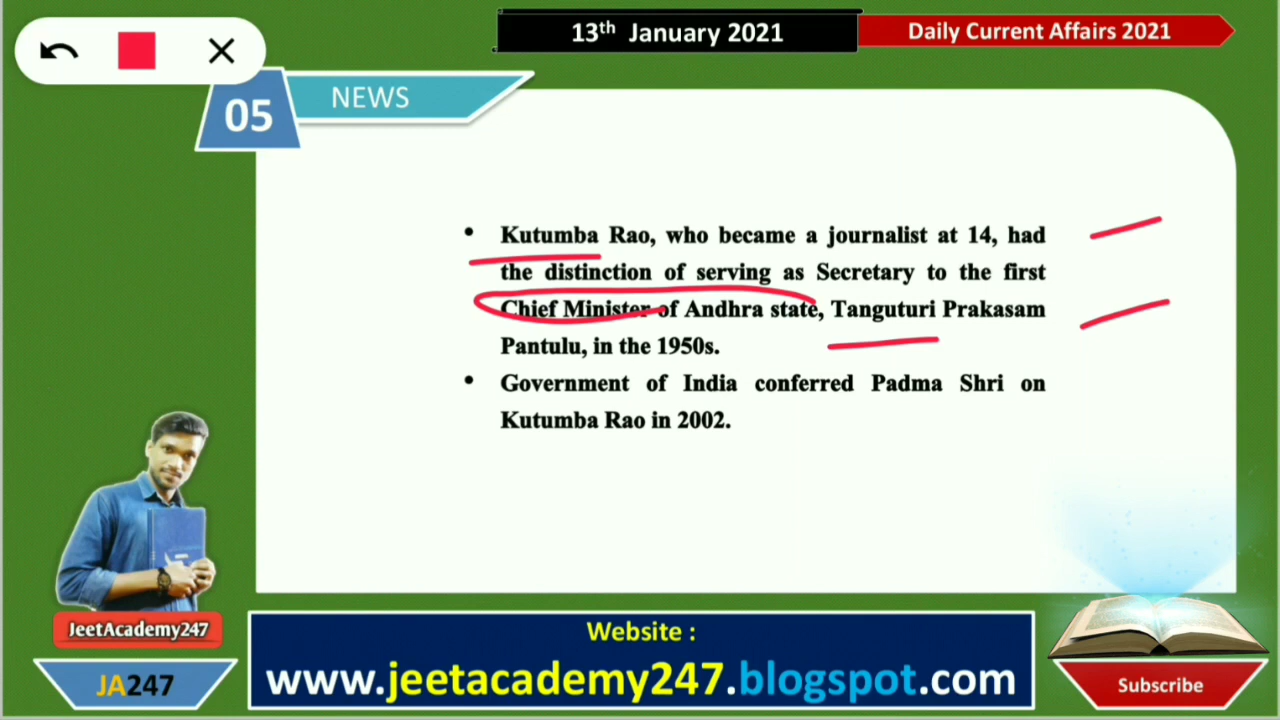 13th January 2021
Daily Current Affairs 2021
05
NEWS
• Kutumba Rao, who became a journalist at 14, had
the distinction of serving as Secretary to the first
Chief Minister of Andhra state, Tanguturi Prakasam
Pantulu, in the 1950s.
• Government of India conferred Padma Shri on
Kutumba Rao in 2002.
JeetAcademy247
JA247
Website :
www.jeetacademy247.blogspot.com
Subscribe